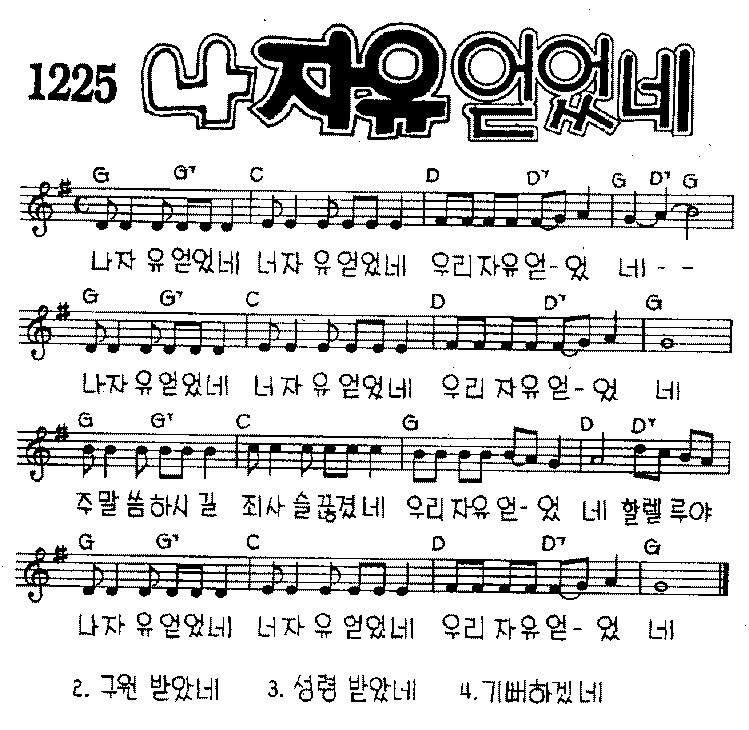 1225 나 자유 얻었네
G G7 C D D7 G D7 G
나자 유얻었네 너자 유얻었네 우리자유얻-었 네--
G G7 C D D7 G
나자 유얻었네 너자 유얻었네 우리자유얻-었 네
G G7 C G D D7
주말 씀하시길 죄사 슬끊겼네 우리자유얻-었 네 할렐루야
G G7 C D D7 G
나자 유얻었네 너자 유얻었네 우리자유얻-었 네
2. 구원 받았네 3. 성령 받았네 4. 기뻐하겠네